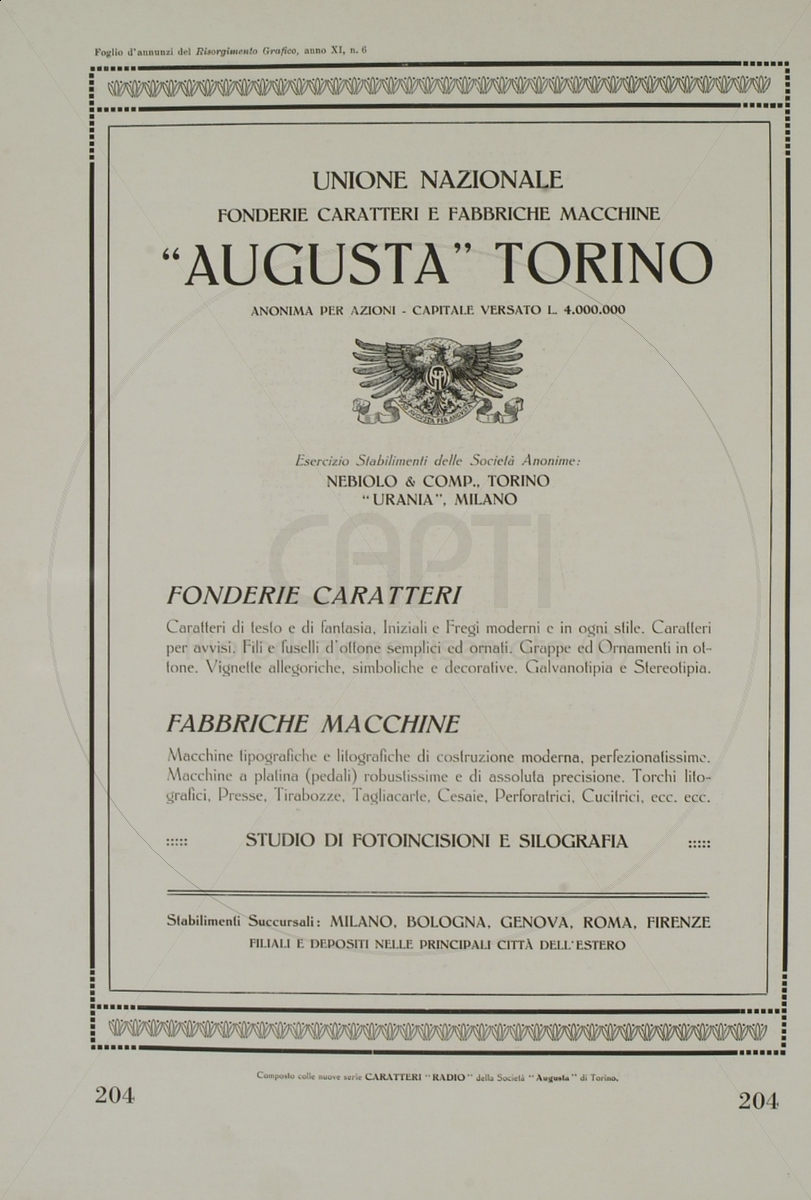 Foglio d'annunzi del Risorgimento Grafico, anno XI, n. 6
UNIONE NAZIONALE
FONDERIE CARATTERI E FABBRICHE MACCHINE
“AUGUSTA” TORINO
ANONIMA PER AZIONI - CAPITALE VERSATO L. 4.000.000
AUGUSTA PER ANGUSTA
Esercizio Stabilimenti delle Società Anonime:
NEBIOLO & COMP., TORINO
“URANIA”, MILANO
CAPTI
FONDERIE CARATTERI
Caratteri di testo e di fantasia, Iniziali e Fregi moderni e in ogni stile. Caratteri
per avvisi. Fili e fuselli d'ottone semplici ed ornati. Grappe ed Ornamenti in ot-
tone. Vignette allegoriche, simboliche e decorative. Galvanotipia e Stereotipia.
FABBRICHE MACCHINE
Macchine tipografiche e litografiche di costruzione moderna, perfezionatissime.
Macchine a platina (pedali) robustissime e di assoluta precisione. Torchi lito-
grafici, Presse, Tirabozze, Tagliacarte, Cesoie, Perforatrici, Cucitrici, ecc. ecc.
::::: STUDIO DI FOTOINCISIONI E SILOGRAFIA :::::
Stabilimenti Succursali: MILANO, BOLOGNA, GENOVA, ROMA, FIRENZE
FILIALI E DEPOSITI NELLE PRINCIPALI CITTÀ DELL'ESTERO
Composto colle nuove serie CARATTERI “RADIO” della Società “Augusta” di Torino.
204 204